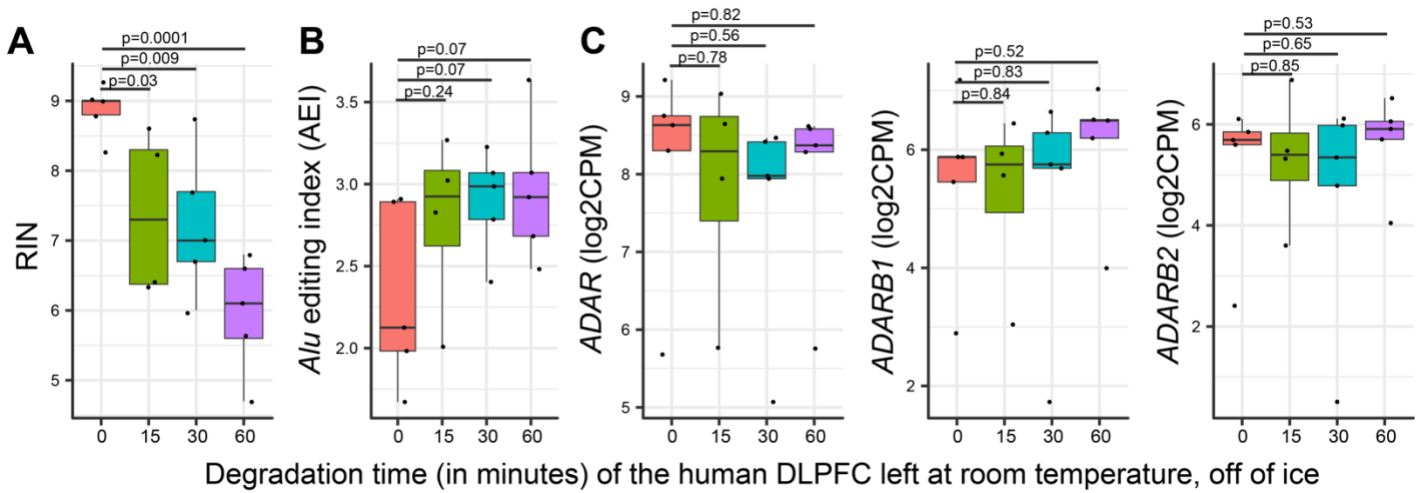 A
p=0.0001
p=0.009
p=0.03
RIN
9
8
7
6
5
0 15 30 60
B
p=0.07
p=0.07
p=0.24
Alu editing index (AEI)
3.5
3.0
2.5
2.0
0 15 30 60
C
p=0.82
p=0.56
p=0.78
ADAR (log2CPM)
9
8
7
6
5
0 15 30 60
p=0.52
p=0.83
p=0.84
ADARB1 (log2CPM)
6
4
2
0 15 30 60
p=0.53
p=0.65
p=0.85
ADARB2 (log2CPM)
6
4
2
0 15 30 60
Degradation time (in minutes) of the human DLPFC left at room temperature, off of ice